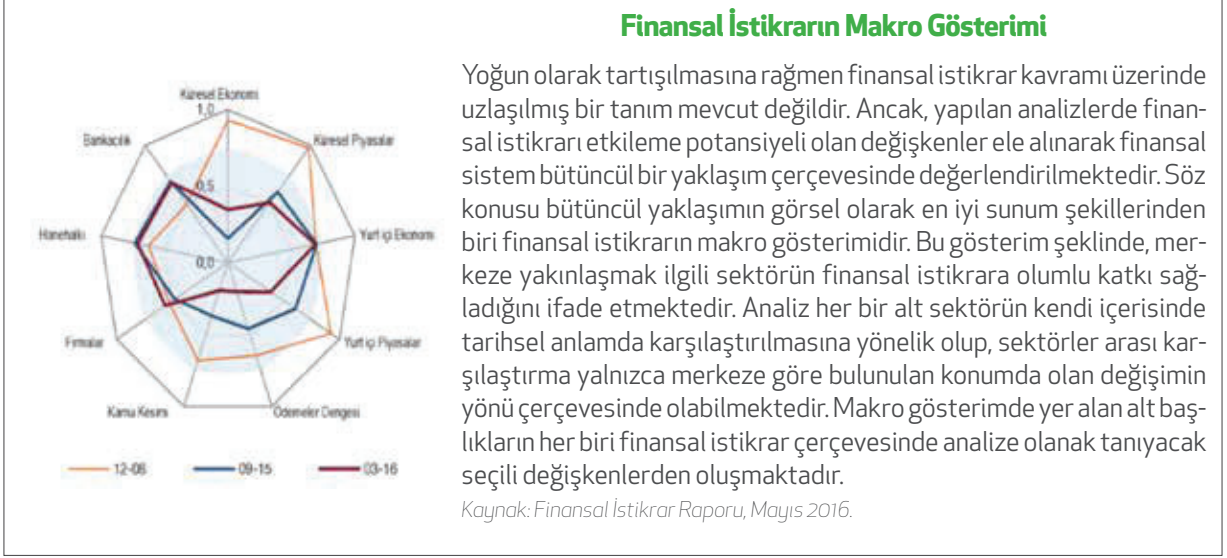 Finansal İstikrarın Makro Gösterimi
Yoğun olarak tartışılmasına rağmen finansal istikrar kavramı üzerinde
uzlaşılmış bir tanım mevcut değildir. Ancak, yapılan analizlerde finan-
sal istikrarı etkileme potansiyeli olan değişkenler ele alınarak finansal
sistem bütüncül bir yaklaşım çerçevesinde değerlendirilmektedir. Söz
konusu bütüncül yaklaşımın görsel olarak en iyi sunum şekillerinden
biri finansal istikrarın makro gösterimidir. Bu gösterim şeklinde, mer-
keze yakınlaşmak ilgili sektörün finansal istikrara olumlu katkı sağ-
ladığını ifade etmektedir. Analiz her bir alt sektörün kendi içerisinde
tarihsel anlamda karşılaştırılmasına yönelik olup, sektörler arası kar-
şılaştırma yalnızca merkeze göre bulunulan konumda olan değişimin
yönü çerçevesinde olabilmektedir. Makro gösterimde yer alan alt baş-
lıkların her biri finansal istikrar çerçevesinde analize olanak tanıyacak
seçili değişkenlerden oluşmaktadır.
Kaynak: Finansal İstikrar Raporu, Mayıs 2016.
Küresel Ekonomi
1,0
Bankacılık
Küresel Piyasalar
0,5
Hanehalkı
Yurt içi Ekonomi
0,0
Firmalar
Yurt içi Piyasalar
Kamu Kesimi
Ödemeler Dengesi
12-08
09-15
03-16